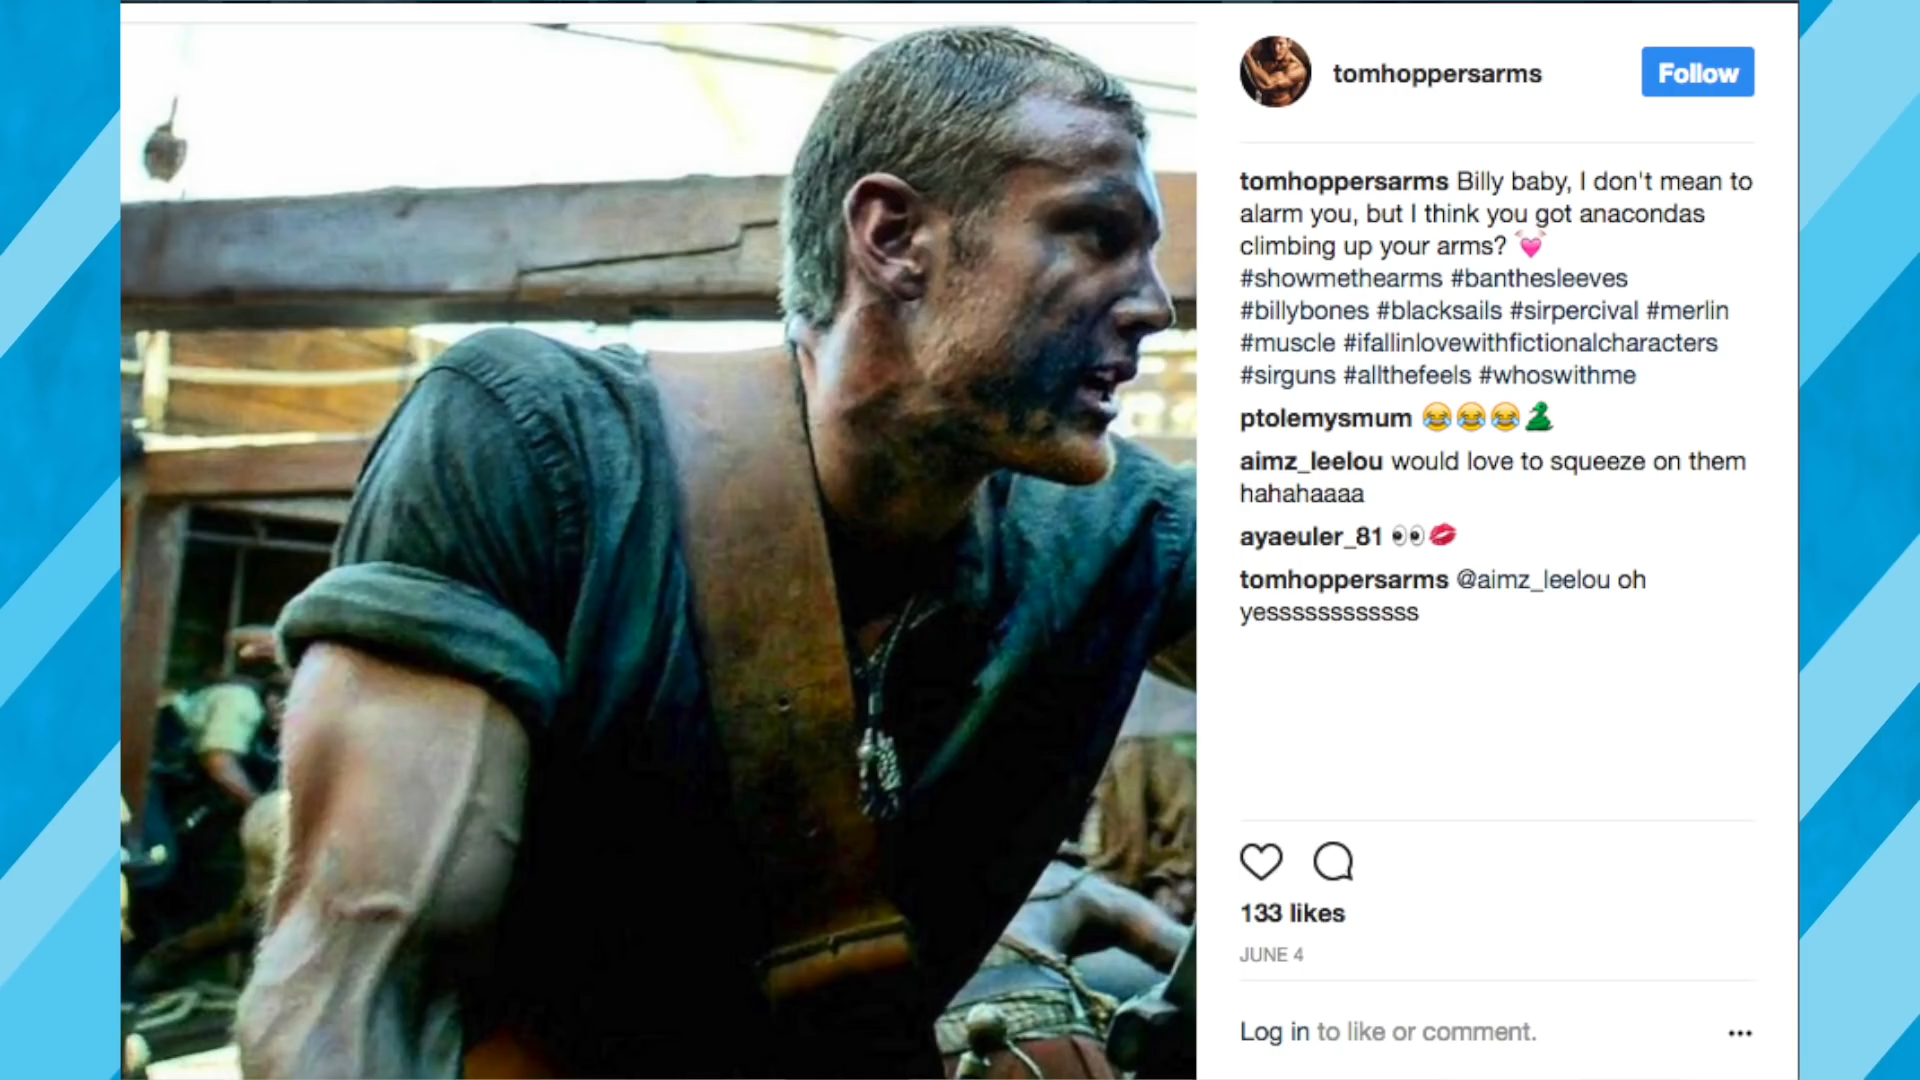 tomhoppersarms
Follow
tomhoppersarms Billy baby, I don't mean to
alarm you, but I think you got anacondas
climbing up your arms? 💓
#showmethearms #banthesleeves
#billybones #blacksails #sirpercival #merlin
#muscle #ifallinlovewithfictionalcharacters
#sirguns #allthefeels #whoswithme
ptolemysmum 😂😂😂🐍
aimz_leelou would love to squeeze on them
hahahaaaa
ayaeuler_81 👀💋
tomhoppersarms @aimz_leelou oh
yessssssssssss
133 likes
JUNE 4
Log in to like or comment.